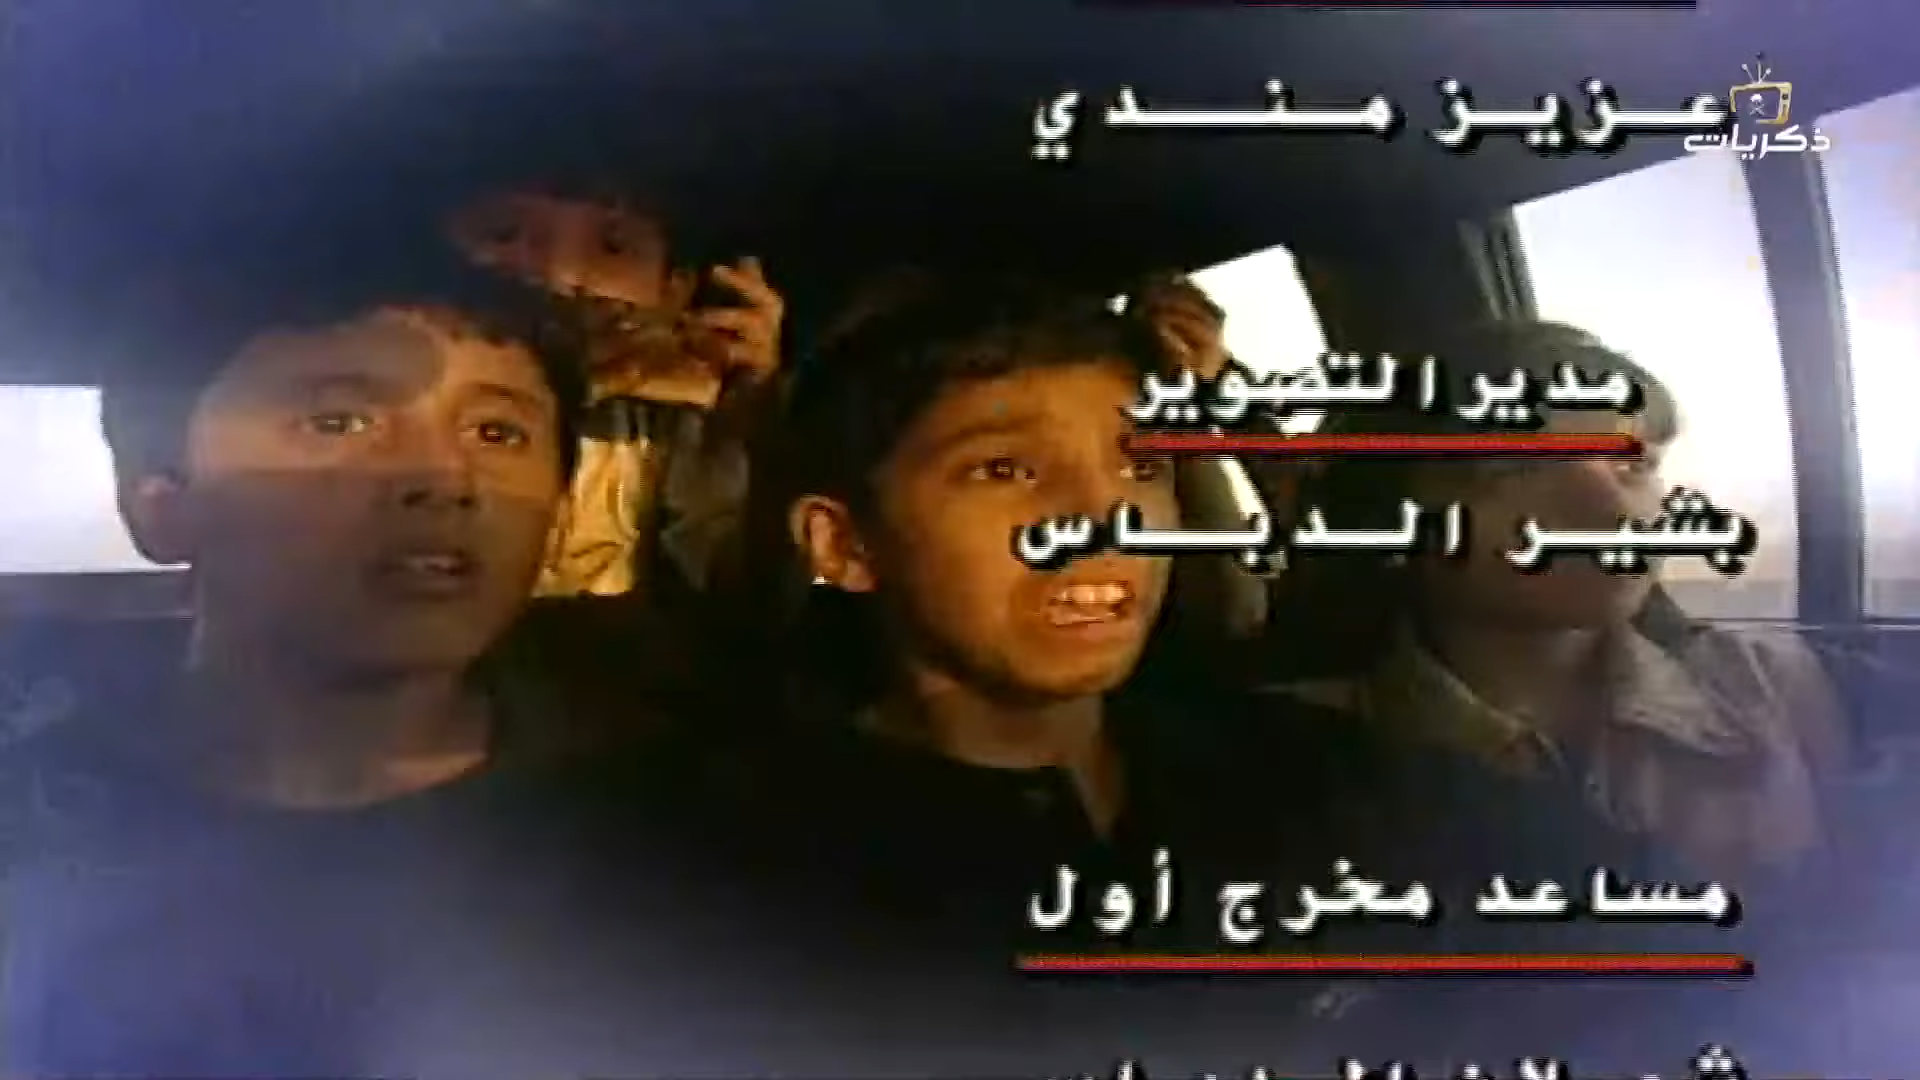 عزيز مندي
ذكريات
مدير التصوير
بشير الدباس
مساعد مخرج أول